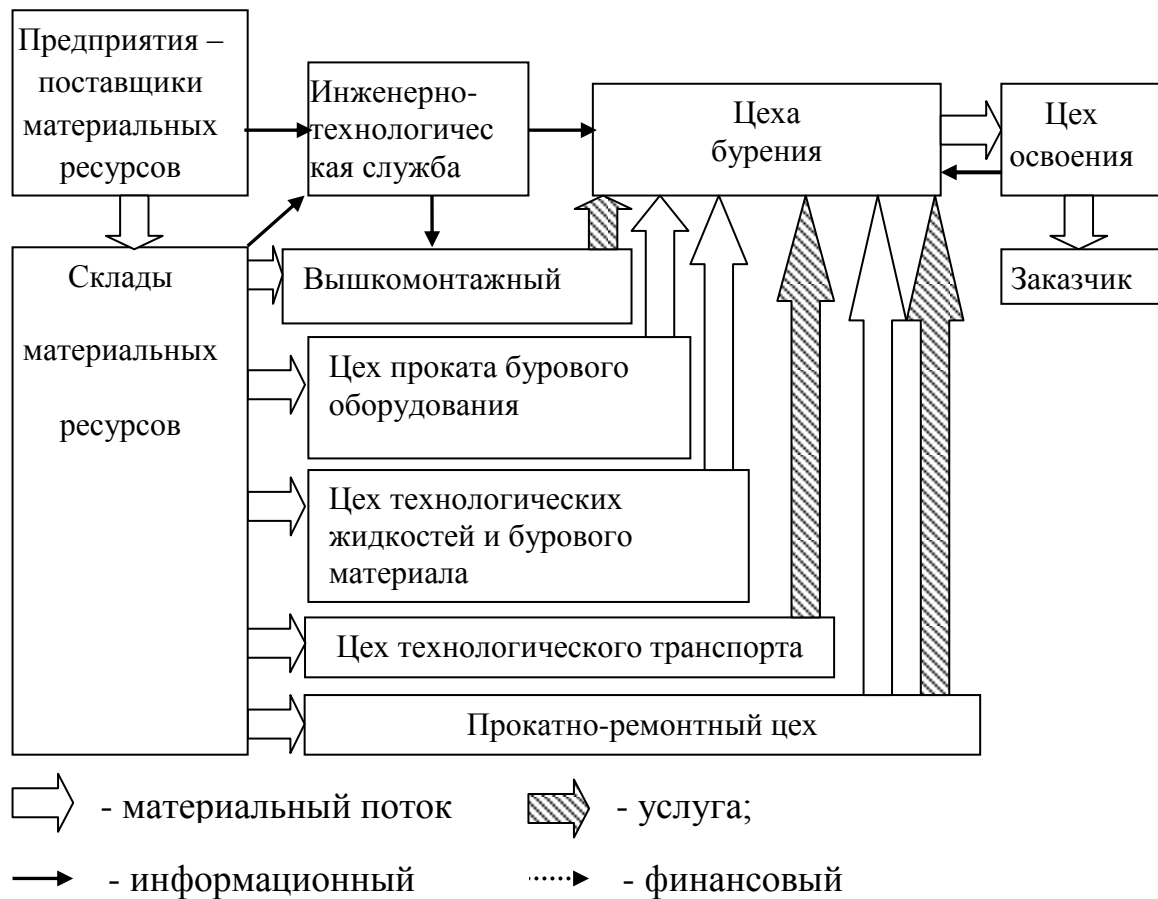 Предприятия –
поставщики
материальных
ресурсов
Инженерно-
технологичес
кая служба
Цеха
бурения
Цех
освоения
Склады
материальных
ресурсов
Вышкомонтажный
Заказчик
Цех проката бурового
оборудования
Цех технологических
жидкостей и бурового
материала
Цех технологического транспорта
Прокатно-ремонтный цех
- материальный поток
- услуга;
- информационный
- финансовый